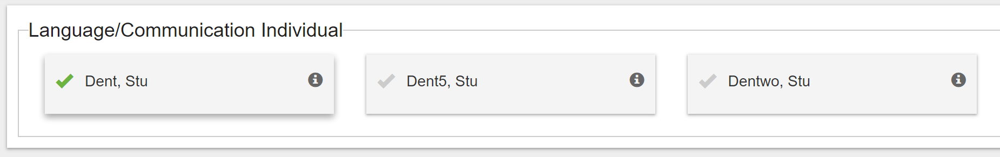 Language/Communication Individual
Dent, Stu
Dent5, Stu
Dentwo, Stu